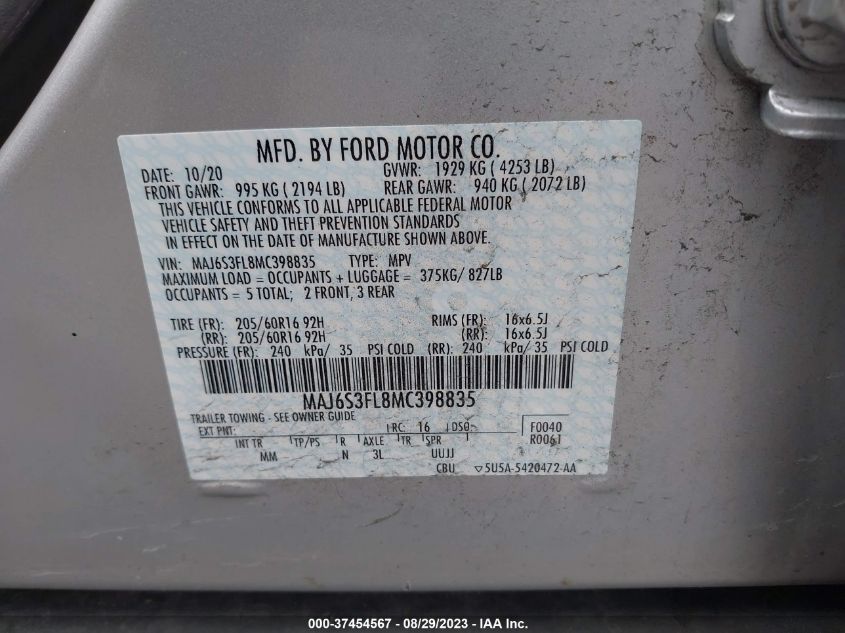 MFD. BY FORD MOTOR CO.
DATE: 10/20 GVWR: 1929 KG ( 4253 LB)
FRONT GAWR: 995 KG ( 2194 LB) REAR GAWR: 940 KG ( 2072 LB)
THIS VEHICLE CONFORMS TO ALL APPLICABLE FEDERAL MOTOR
VEHICLE SAFETY AND THEFT PREVENTION STANDARDS
IN EFFECT ON THE DATE OF MANUFACTURE SHOWN ABOVE.
VIN: MAJ6S3FL8MC398835 TYPE: MPV
MAXIMUM LOAD = OCCUPANTS + LUGGAGE = 375KG/ 827LB
OCCUPANTS = 5 TOTAL; 2 FRONT, 3 REAR
TIRE (FR): 205/60R16 92H RIMS (FR): 16x6.5J
(RR): 205/60R16 92H (RR): 16x6.5J
PRESSURE (FR): 240 kPa/ 35 PSI COLD (RR): 240 kPa/ 35 PSI COLD
MAJ6S3FL8MC398835
TRAILER TOWING - SEE OWNER GUIDE
EXT PNT: RC: 16 DSO: F0040
R0061
INT TR TP/PS R AXLE TR SPR
MM N 3L UUJJ
CBU ▽5U5A-5420472-AA
000-37454567 - 08/29/2023 - IAA Inc.